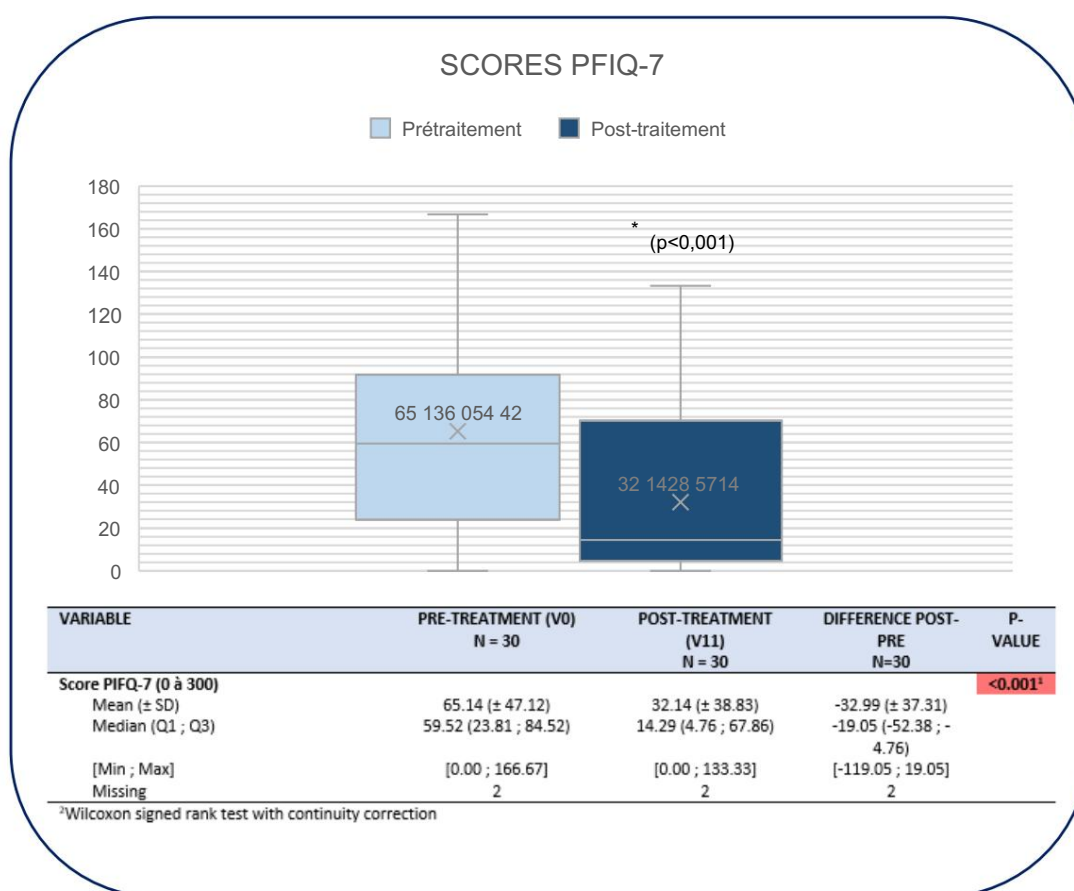 SCORES PFIQ-7
Prétraitement Post-traitement
180
160
140
120
100
80
60
40
20
0
*
(p<0,001)
65 136 054 42
32 1428 5714
VARIABLE PRE-TREATMENT (V0) POST-TREATMENT DIFFERENCE POST- P-
N = 30 (V11) PRE VALUE
N = 30 N=30
Score PIFQ-7 (0 à 300) <0.001¹
Mean (± SD) 65.14 (± 47.12) 32.14 (± 38.83) -32.99 (± 37.31)
Median (Q1 ; Q3) 59.52 (23.81 ; 84.52) 14.29 (4.76 ; 67.86) -19.05 (-52.38 ; -
4.76)
[Min ; Max] [0.00 ; 166.67] [0.00 ; 133.33] [-119.05 ; 19.05]
Missing 2 2 2
²Wilcoxon signed rank test with continuity correction